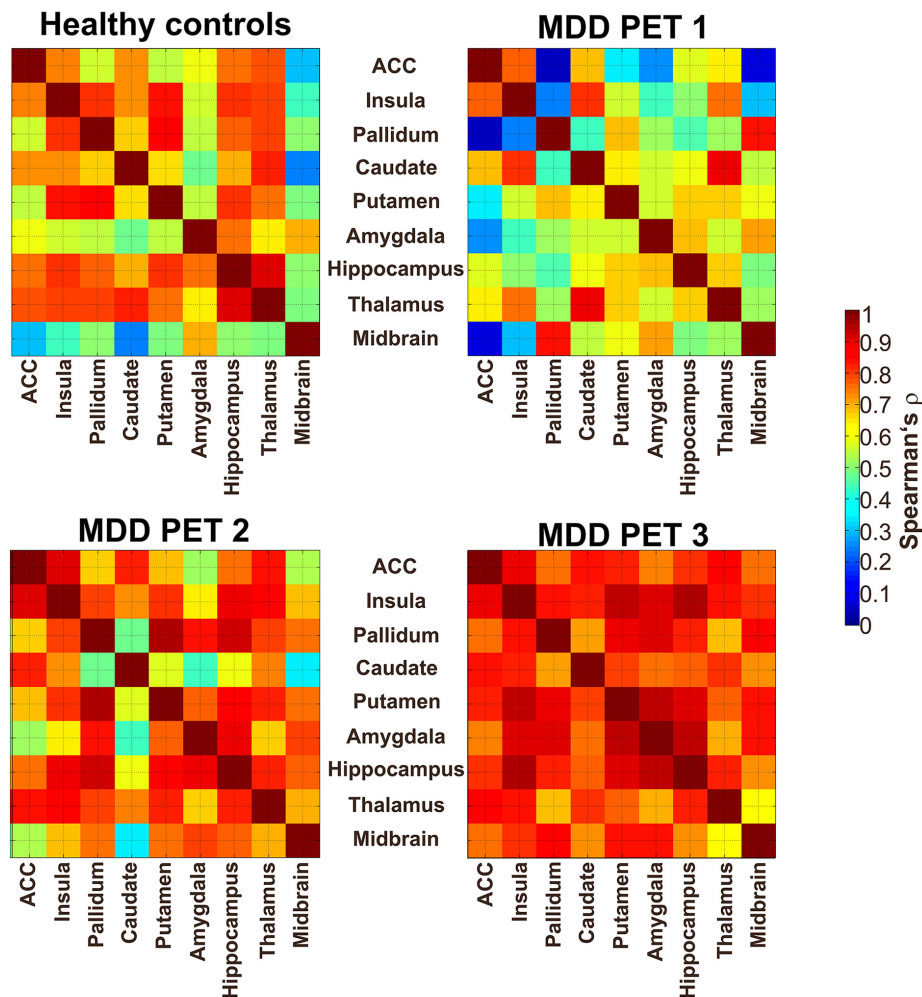 Healthy controls
MDD PET 1
ACC
Insula
Pallidum
Caudate
Putamen
Amygdala
Hippocampus
Thalamus
Midbrain
ACC
Insula
Pallidum
Caudate
Putamen
Amygdala
Hippocampus
Thalamus
Midbrain
ACC
Insula
Pallidum
Caudate
Putamen
Amygdala
Hippocampus
Thalamus
Midbrain
1
0.9
0.8
0.7
0.6
0.5
0.4
0.3
0.2
0.1
0
Spearman‘s ρ
MDD PET 2
MDD PET 3
ACC
Insula
Pallidum
Caudate
Putamen
Amygdala
Hippocampus
Thalamus
Midbrain
ACC
Insula
Pallidum
Caudate
Putamen
Amygdala
Hippocampus
Thalamus
Midbrain
ACC
Insula
Pallidum
Caudate
Putamen
Amygdala
Hippocampus
Thalamus
Midbrain